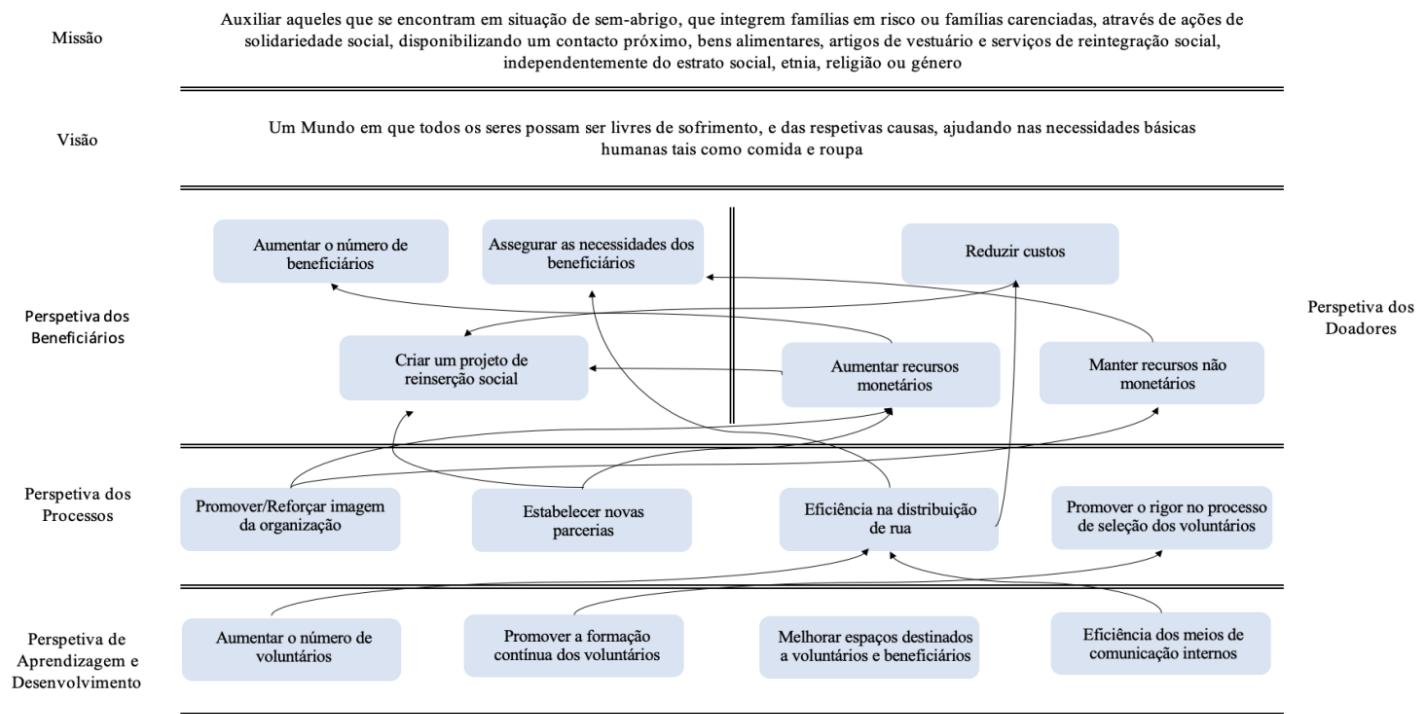 Missão
Auxiliar aqueles que se encontram em situação de sem-abrigo, que integrem famílias em risco ou famílias carenciadas, através de ações de
solidariedade social, disponibilizando um contacto próximo, bens alimentares, artigos de vestuário e serviços de reintegração social,
independentemente do estrato social, etnia, religião ou género
Visão
Um Mundo em que todos os seres possam ser livres de sofrimento, e das respetivas causas, ajudando nas necessidades básicas
humanas tais como comida e roupa
Perspetiva dos
Beneficiários
Aumentar o número de
beneficiários
Assegurar as necessidades dos
beneficiários
Reduzir custos
Criar um projeto de
reinserção social
Aumentar recursos
monetários
Manter recursos não
monetários
Perspetiva dos
Doadores
Perspetiva dos
Processos
Promover/Reforçar imagem
da organização
Estabelecer novas
parcerias
Eficiência na distribuição
de rua
Promover o rigor no processo
de seleção dos voluntários
Perspetiva de
Aprendizagem e
Desenvolvimento
Aumentar o número de
voluntários
Promover a formação
contínua dos voluntários
Melhorar espaços destinados
a voluntários e beneficiários
Eficiência dos meios de
comunicação internos